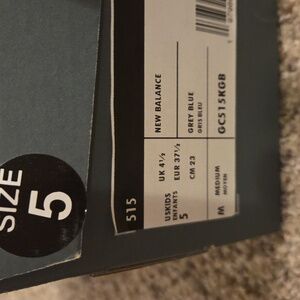 SIZE
5
515
NEW BALANCE
GREY BLUE
GRIS BLEU
GC515KGB
UK 4½
EUR 37½
CM 23
USKIDS
ENFANTS
5
MEDIUM
MOYEN
M